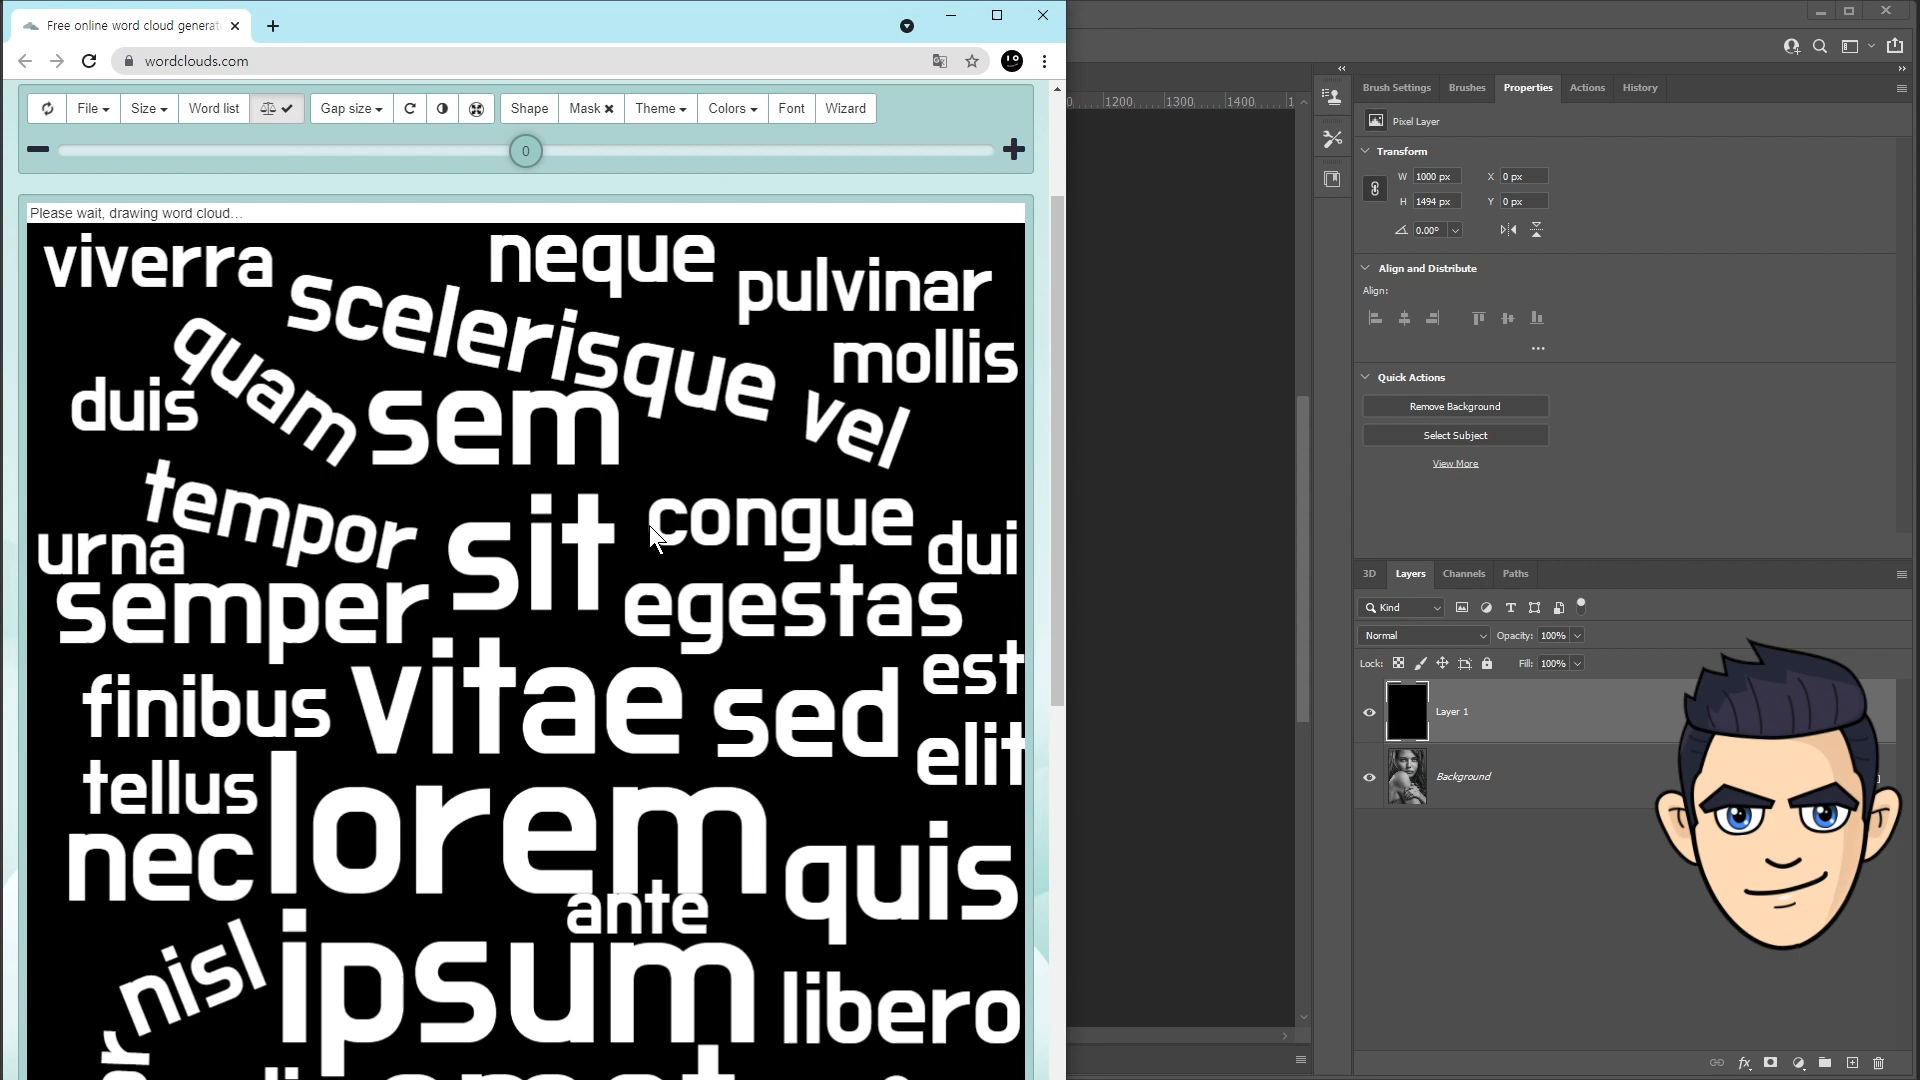 Free online word cloud generat
wordclouds.com
File Size Word list Gap size Shape Mask Theme Colors Font Wizard
0
Please wait, drawing word cloud...
viverra
neque
pulvinar
scelerisque
mollis
quam
duis
sem
vel
tempor
sit
congue
urna
dui
semper
egestas
vitae
est
finibus
sed
elit
tellus
lorem
nec
quis
ante
nisl
ipsum
libero
1200 1300 1400 1
Brush Settings Brushes Properties Actions History
Pixel Layer
Transform
W 1000 px X 0 px
H 1494 px Y 0 px
0.00°
Align and Distribute
Align:
Quick Actions
Remove Background
Select Subject
View More
3D Layers Channels Paths
Kind
Normal Opacity: 100%
Lock: Fill: 100%
Layer 1
Background